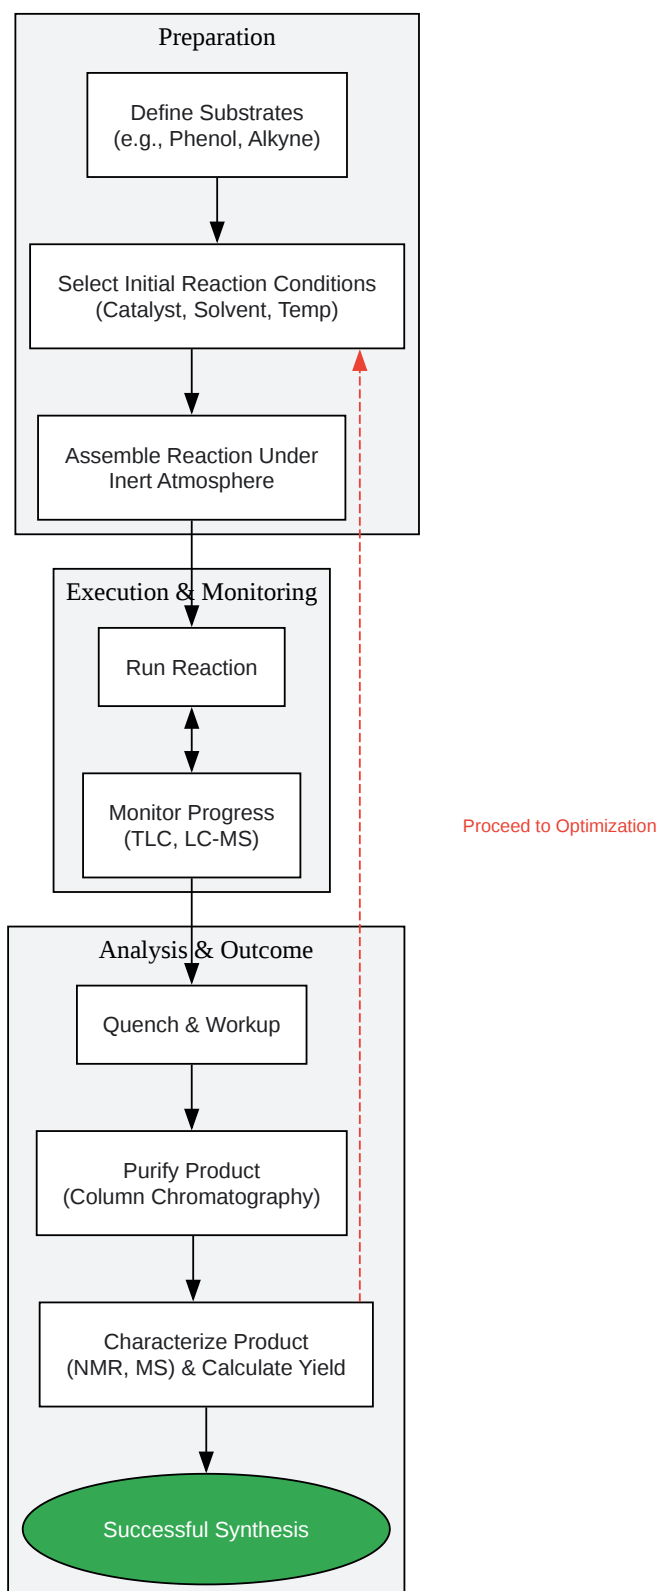 Preparation
Define Substrates
(e.g., Phenol, Alkyne)
Select Initial Reaction Conditions
(Catalyst, Solvent, Temp)
Assemble Reaction Under
Inert Atmosphere
Execution & Monitoring
Run Reaction
Monitor Progress
(TLC, LC-MS)
Proceed to Optimization
Analysis & Outcome
Quench & Workup
Purify Product
(Column Chromatography)
Characterize Product
(NMR, MS) & Calculate Yield
Successful Synthesis